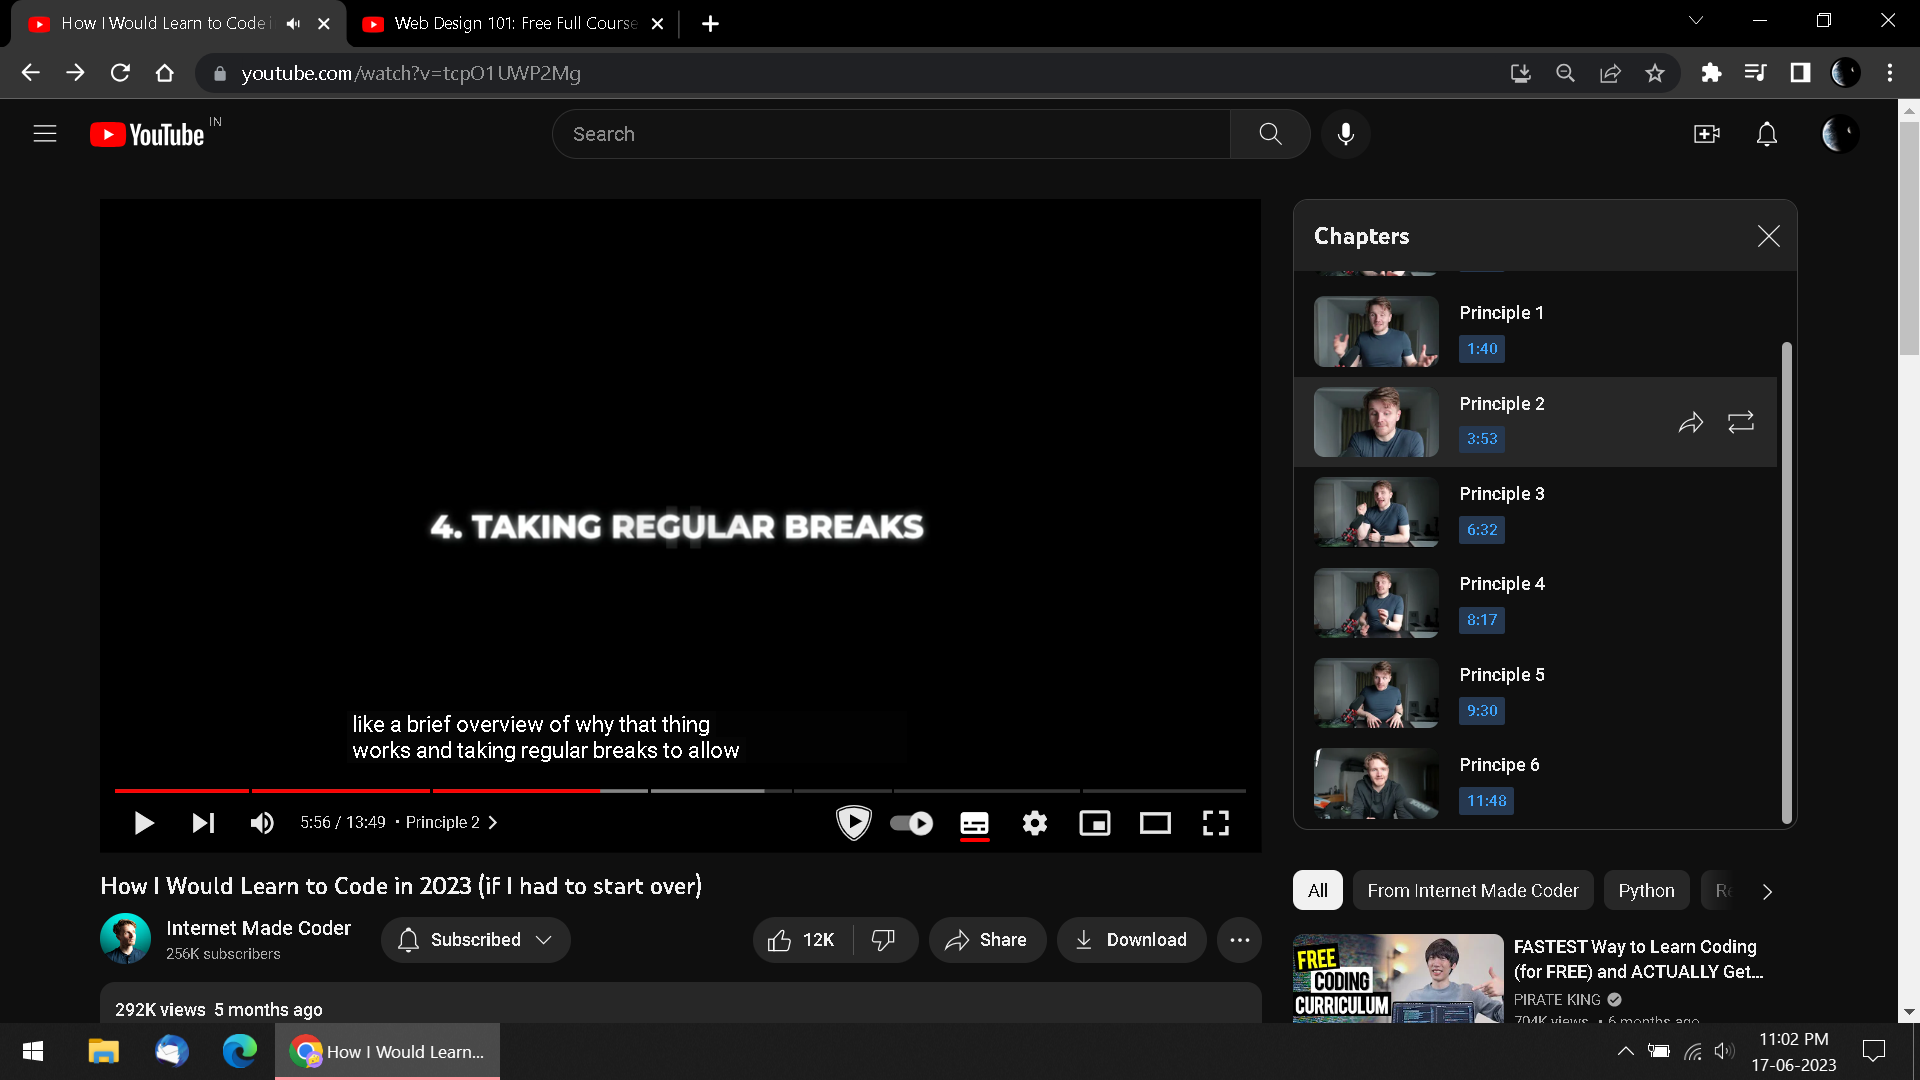 How I Would Learn to Code i
Web Design 101: Free Full Course
youtube.com/watch?v=tcpO1UWP2Mg
YouTube IN
Search
4. TAKING REGULAR BREAKS
like a brief overview of why that thing
works and taking regular breaks to allow
5:56 / 13:49 • Principle 2
How I Would Learn to Code in 2023 (if I had to start over)
Internet Made Coder
256K subscribers
Subscribed
12K
Share
Download
292K views 5 months ago
Chapters
Principle 1
1:40
Principle 2
3:53
Principle 3
6:32
Principle 4
8:17
Principle 5
9:30
Principe 6
11:48
All
From Internet Made Coder
Python
Re
FREE
CODING
CURRICULUM
FASTEST Way to Learn Coding
(for FREE) and ACTUALLY Get...
PIRATE KING
704K views • 6 months ago
How I Would Learn...
11:02 PM
17-06-2023